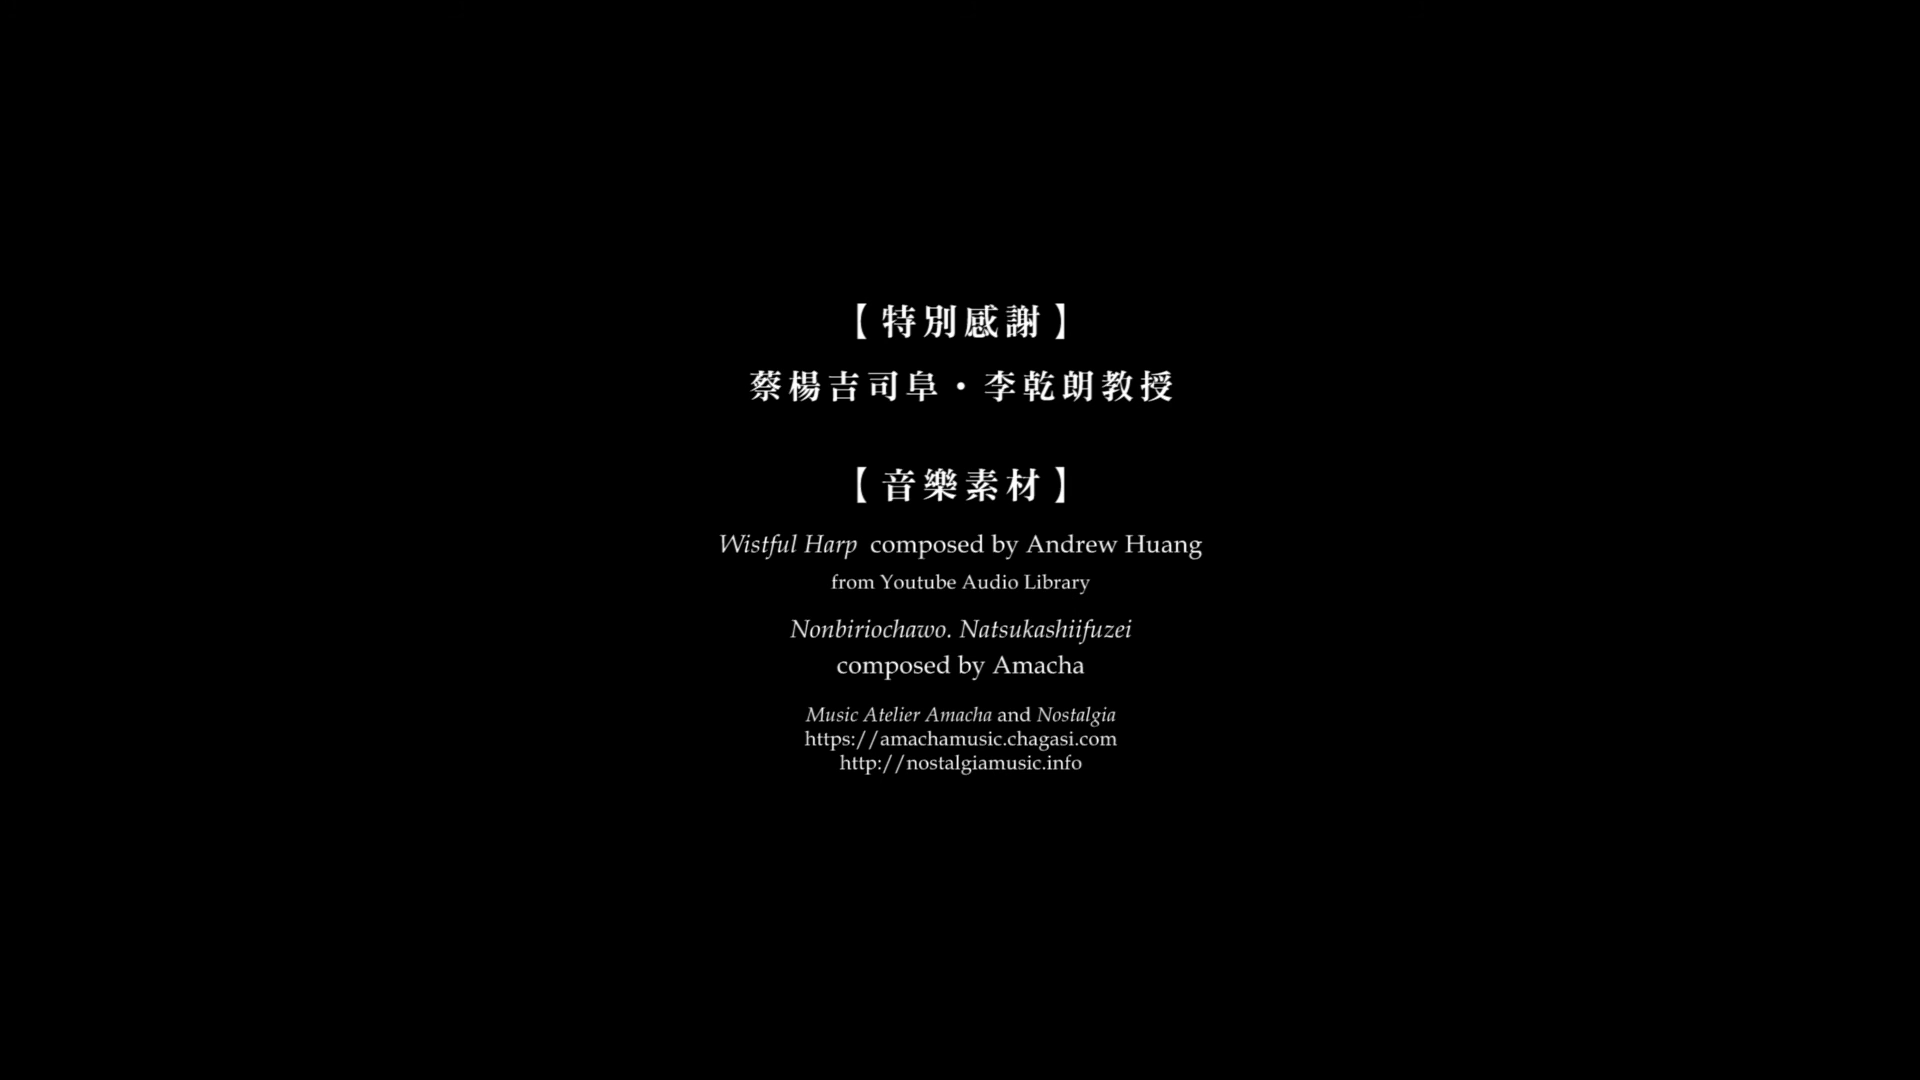 【特別感謝】
蔡楊吉司阜・李乾朗教授
【音樂素材】
Wistful Harp composed by Andrew Huang
from Youtube Audio Library
Nonbiriochawo. Natsukashiifuzei
composed by Amacha
Music Atelier Amacha and Nostalgia
https://amachamusic.chagasi.com
http://nostalgiamusic.info